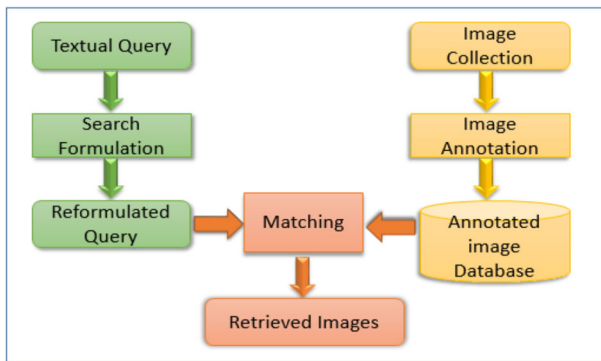 Textual Query
Image
Collection
Search
Formulation
Image
Annotation
Reformulated
Query
Matching
Annotated
image
Database
Retrieved Images